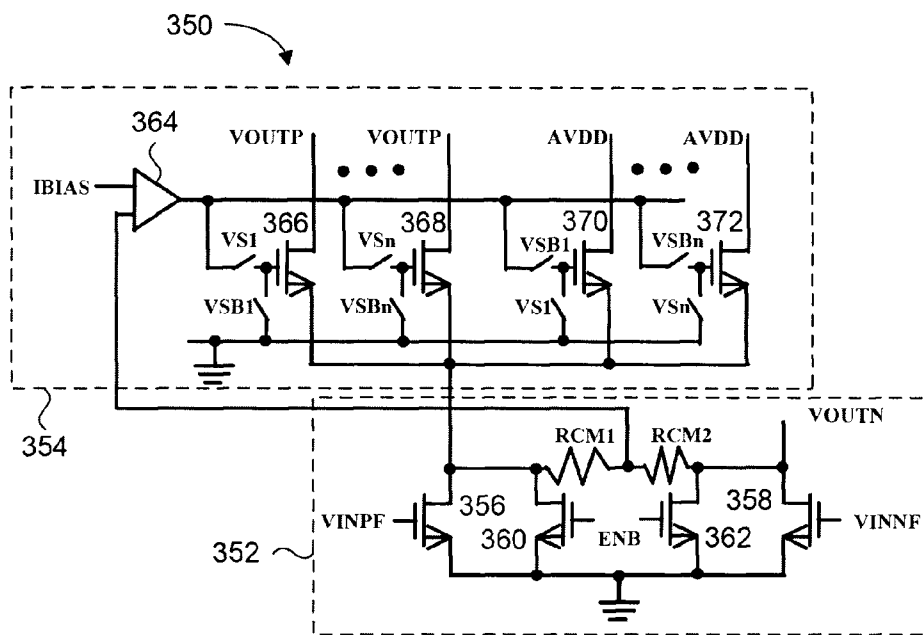 350
364
VOUTP
VOUTP
AVDD
AVDD
IBIAS
366
368
370
372
VS1
VSn
VSB1
VSBn
VSB1
VSBn
VS1
VSn
354
VOUTN
RCM1
RCM2
356
358
VINPF
360
ENB
362
VINNF
352